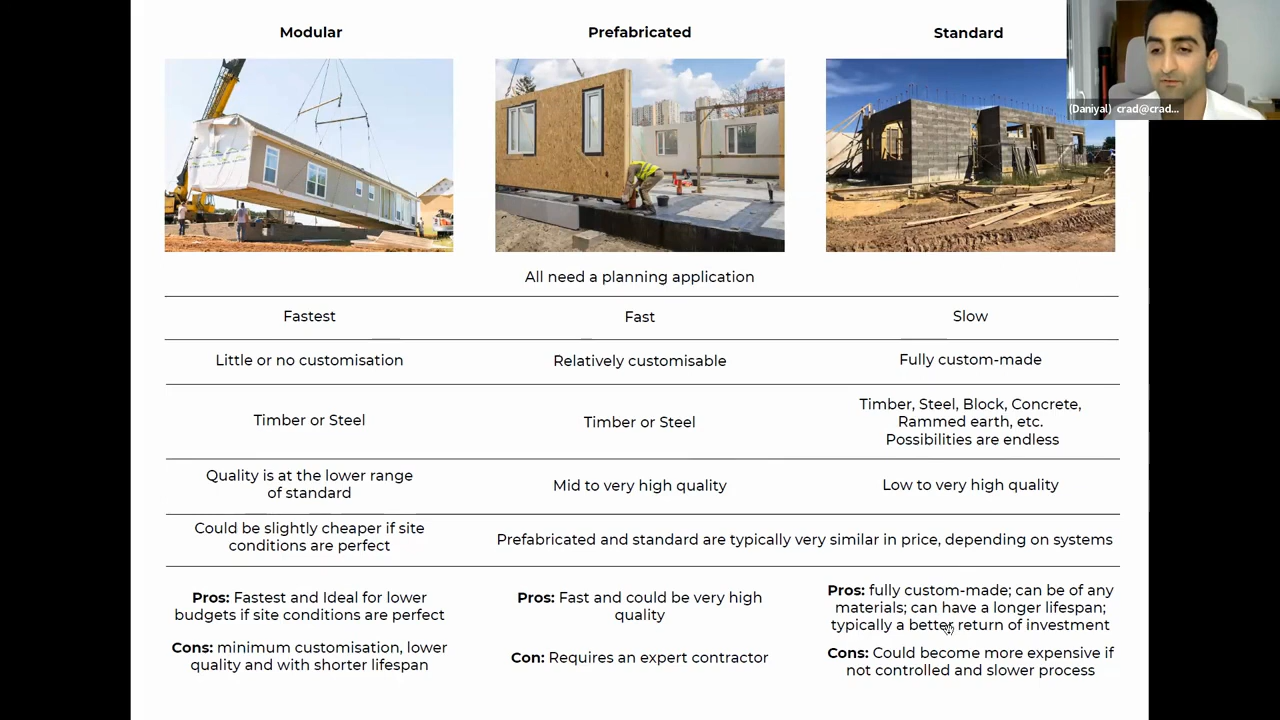 Modular
Prefabricated
Standard
(Daniyal) crad@crad...
All need a planning application
Fastest
Fast
Slow
Little or no customisation
Relatively customisable
Fully custom-made
Timber or Steel
Timber or Steel
Timber, Steel, Block, Concrete,
Rammed earth, etc.
Possibilities are endless
Quality is at the lower range
of standard
Mid to very high quality
Low to very high quality
Could be slightly cheaper if site
conditions are perfect
Prefabricated and standard are typically very similar in price, depending on systems
Pros: Fastest and Ideal for lower
budgets if site conditions are perfect
Cons: minimum customisation, lower
quality and with shorter lifespan
Pros: Fast and could be very high
quality
Con: Requires an expert contractor
Pros: fully custom-made; can be of any
materials; can have a longer lifespan;
typically a better return of investment
Cons: Could become more expensive if
not controlled and slower process